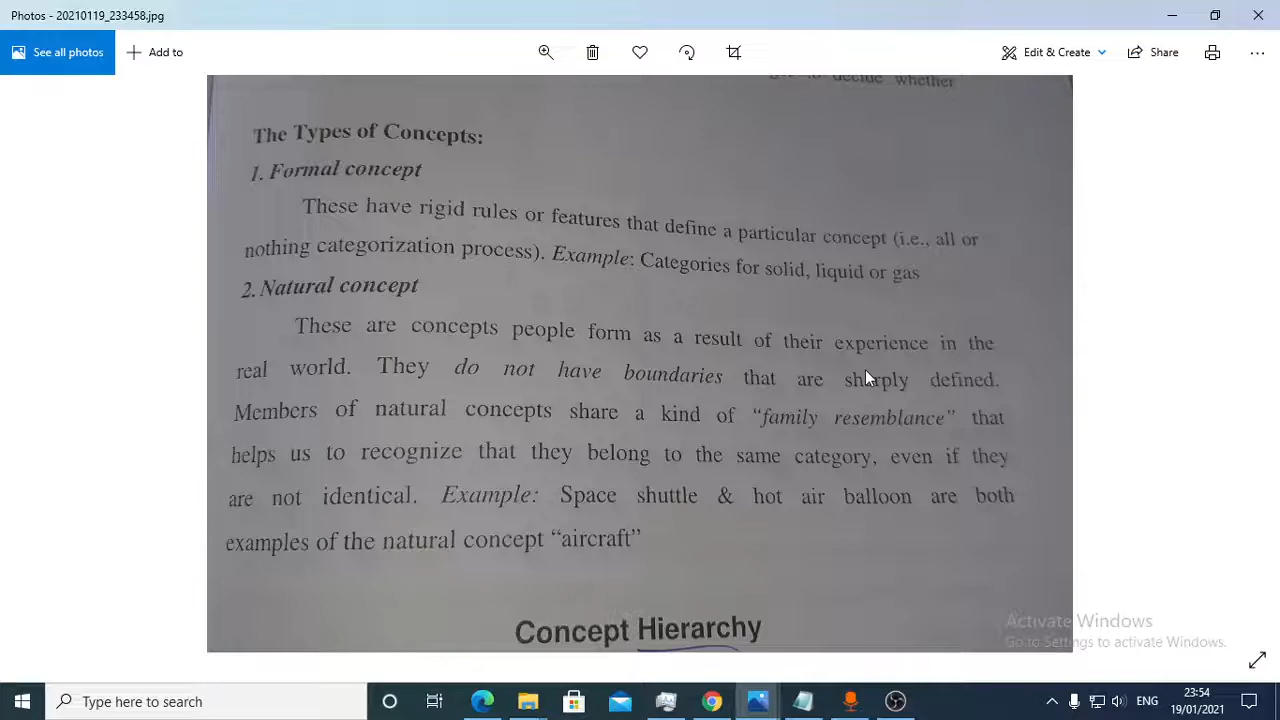 Photos - 20210119_233458.jpg
See all photos
Add to
Edit & Create
Share
to decide whether
The Types of Concepts:
1. Formal concept
These have rigid rules or features that define a particular concept (i.e., all or
nothing categorization process). Example: Categories for solid, liquid or gas
2. Natural concept
These are concepts people form as a result of their experience in the
real world. They do not have boundaries that are sharply defined.
Members of natural concepts share a kind of "family resemblance" that
helps us to recognize that they belong to the same category, even if they
are not identical. Example: Space shuttle & hot air balloon are both
examples of the natural concept "aircraft"
Concept Hierarchy
Activate Windows
Go to Settings to activate Windows.
Type here to search
ENG
23:54
19/01/2021